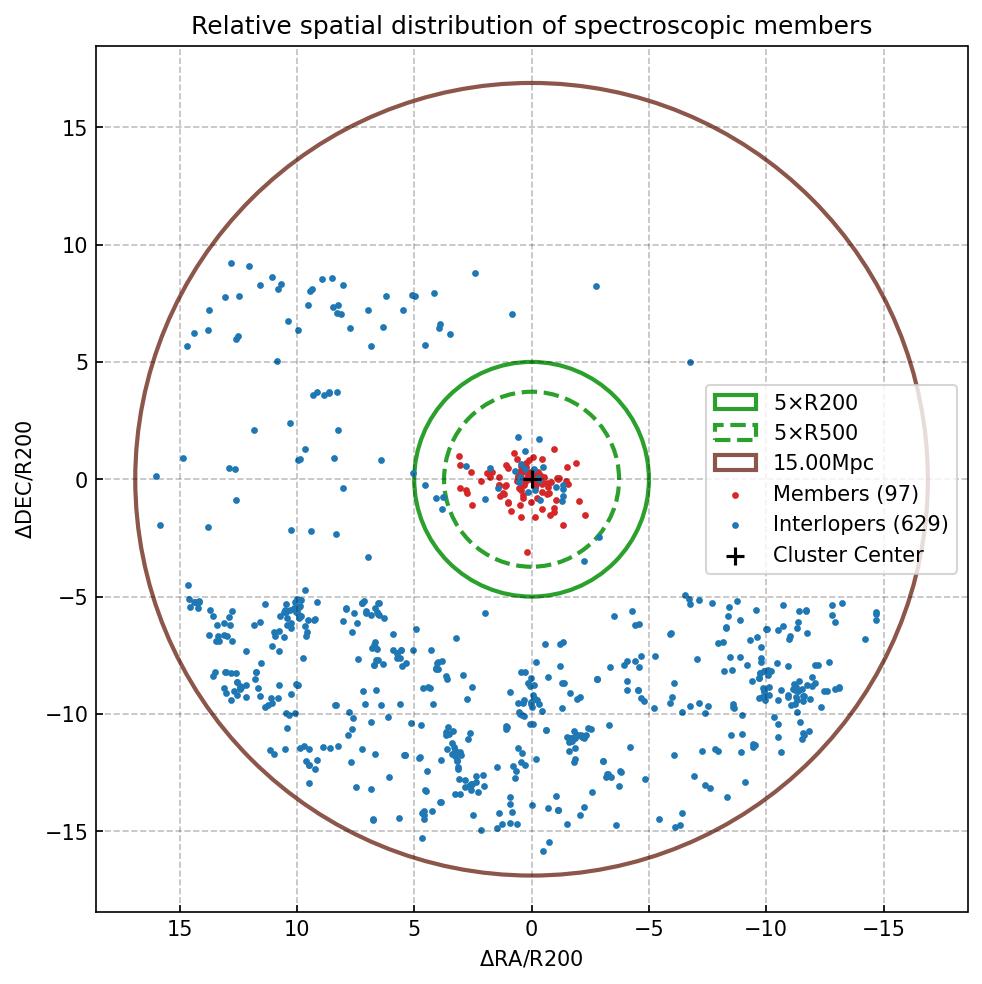 Relative spatial distribution of spectroscopic members
ΔDEC/R200
15
10
5
0
−5
−10
−15
5×R200
5×R500
15.00Mpc
Members (97)
Interlopers (629)
Cluster Center
15
10
5
0
−5
−10
−15
ΔRA/R200